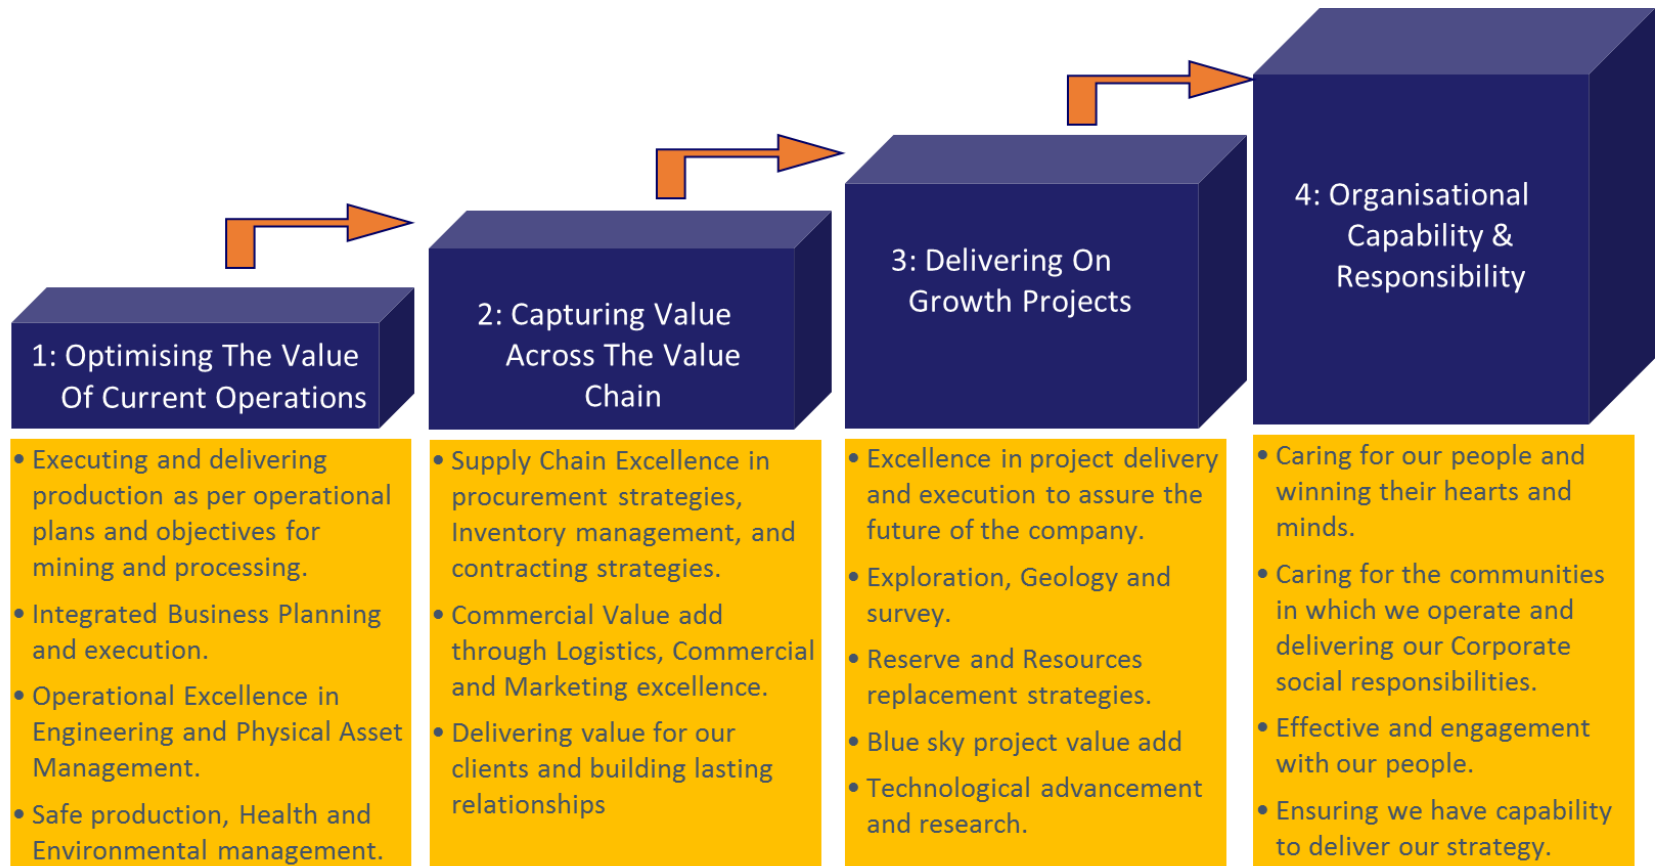 1: Optimising The Value
Of Current Operations
• Executing and delivering
production as per operational
plans and objectives for
mining and processing.
• Integrated Business Planning
and execution.
• Operational Excellence in
Engineering and Physical Asset
Management.
• Safe production, Health and
Environmental management.
2: Capturing Value
Across The Value
Chain
• Supply Chain Excellence in
procurement strategies,
Inventory management, and
contracting strategies.
• Commercial Value add
through Logistics, Commercial
and Marketing excellence.
• Delivering value for our
clients and building lasting
relationships
3: Delivering On
Growth Projects
• Excellence in project delivery
and execution to assure the
future of the company.
• Exploration, Geology and
survey.
• Reserve and Resources
replacement strategies.
• Blue sky project value add
• Technological advancement
and research.
4: Organisational
Capability &
Responsibility
• Caring for our people and
winning their hearts and
minds.
• Caring for the communities
in which we operate and
delivering our Corporate
social responsibilities.
• Effective and engagement
with our people.
• Ensuring we have capability
to deliver our strategy.